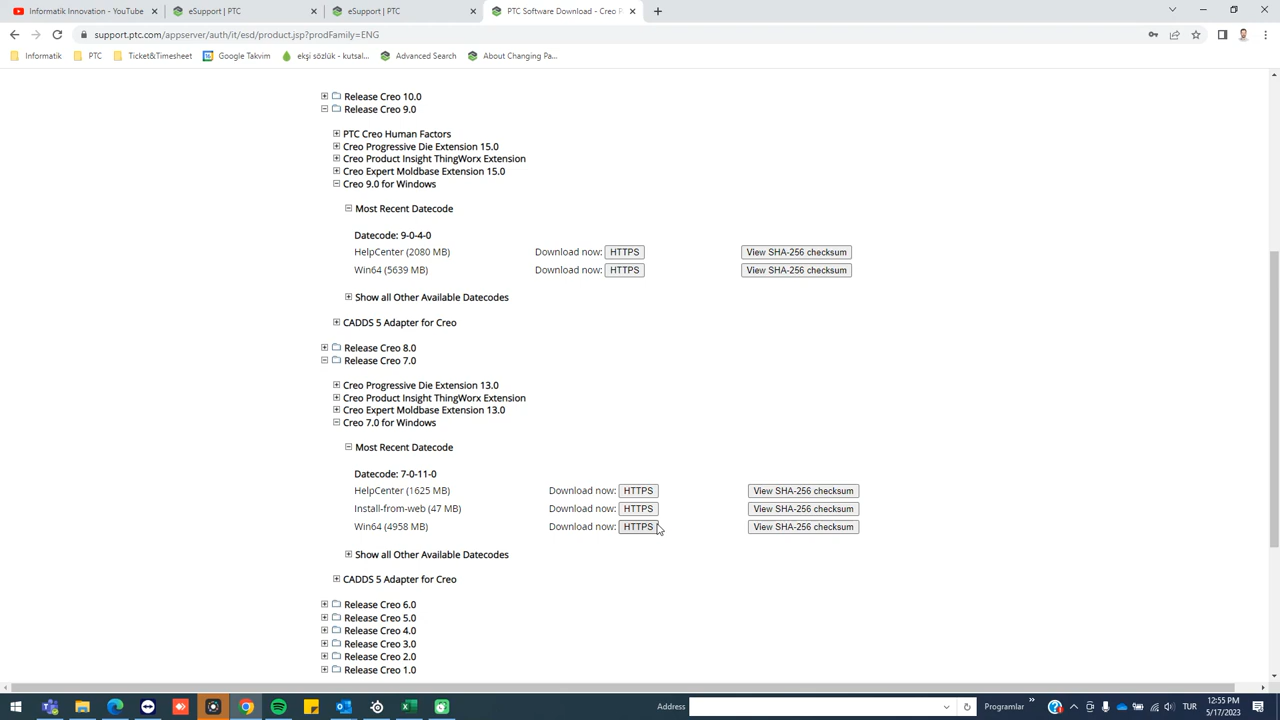 Informatik Innovation - YouTube
eSupport | PTC
eSupport | PTC
PTC Software Download - Creo P
support.ptc.com/appserver/auth/it/esd/product.jsp?prodFamily=ENG
Informatik
PTC
Ticket&Timesheet
Google Takvim
ekşi sözlük - kutsal...
Advanced Search
About Changing Pa...
Release Creo 10.0
Release Creo 9.0
PTC Creo Human Factors
Creo Progressive Die Extension 15.0
Creo Product Insight ThingWorx Extension
Creo Expert Moldbase Extension 15.0
Creo 9.0 for Windows
Most Recent Datecode
Datecode: 9-0-4-0
HelpCenter (2080 MB) Download now: HTTPS View SHA-256 checksum
Win64 (5639 MB) Download now: HTTPS View SHA-256 checksum
Show all Other Available Datecodes
CADDS 5 Adapter for Creo
Release Creo 8.0
Release Creo 7.0
Creo Progressive Die Extension 13.0
Creo Product Insight ThingWorx Extension
Creo Expert Moldbase Extension 13.0
Creo 7.0 for Windows
Most Recent Datecode
Datecode: 7-0-11-0
HelpCenter (1625 MB) Download now: HTTPS View SHA-256 checksum
Install-from-web (47 MB) Download now: HTTPS View SHA-256 checksum
Win64 (4958 MB) Download now: HTTPS View SHA-256 checksum
Show all Other Available Datecodes
CADDS 5 Adapter for Creo
Release Creo 6.0
Release Creo 5.0
Release Creo 4.0
Release Creo 3.0
Release Creo 2.0
Release Creo 1.0
Address
Programlar
TUR
12:55 PM
5/17/2023